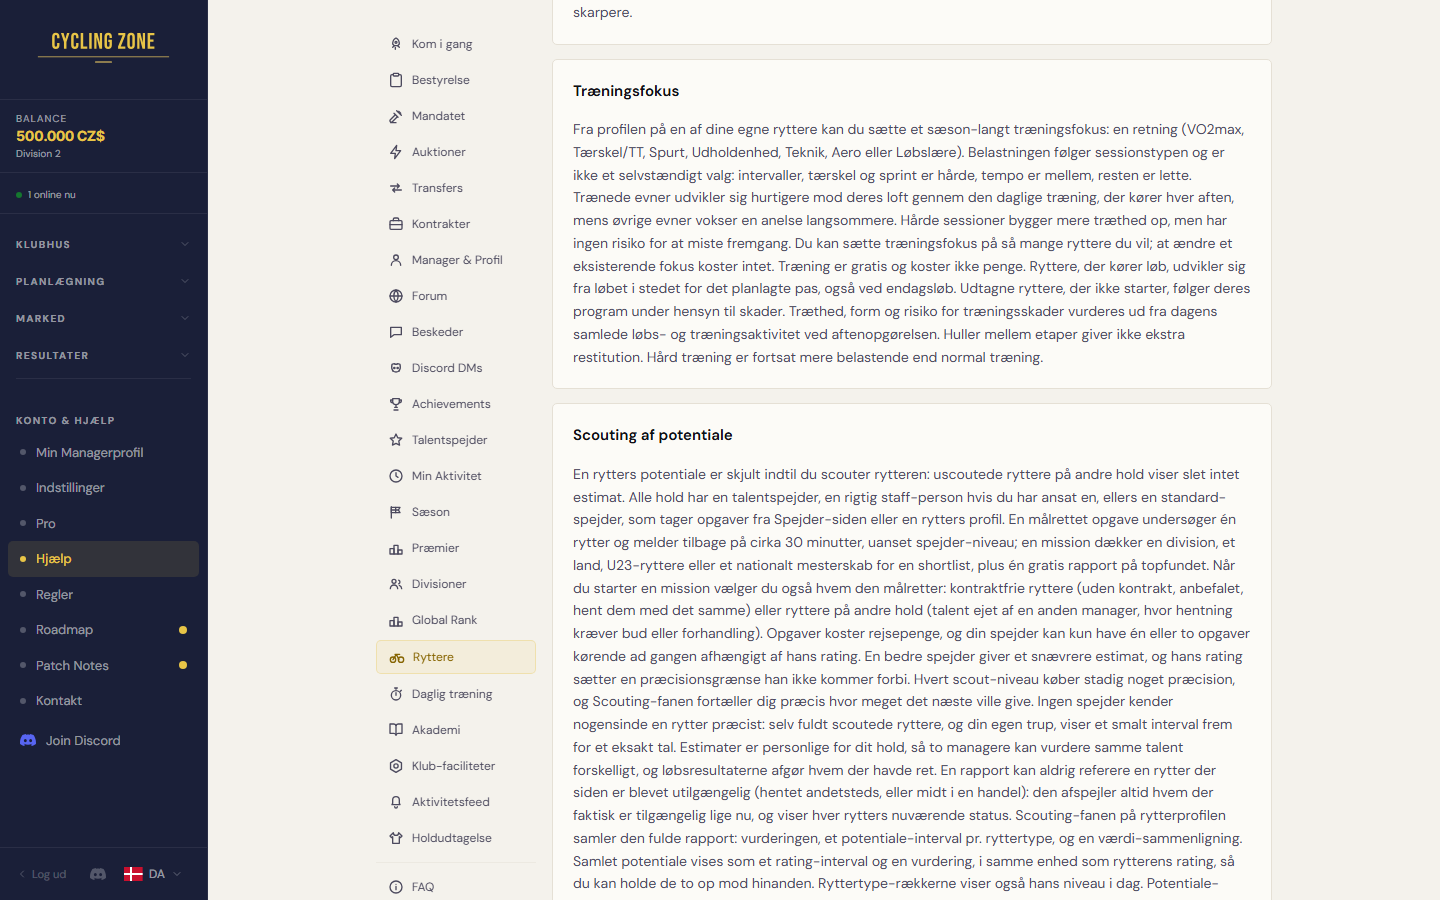 CYCLING ZONE
BALANCE
500.000 CZ$
Division 2
1 online nu
KLUBHUS
PLANLÆGNING
MARKED
RESULTATER
KONTO & HJÆLP
Min Managerprofil
Indstillinger
Pro
Hjælp
Regler
Roadmap
Patch Notes
Kontakt
Join Discord
Log ud
DA
Kom i gang
Bestyrelse
Mandatet
Auktioner
Transfers
Kontrakter
Manager & Profil
Forum
Beskeder
Discord DMs
Achievements
Talentspejder
Min Aktivitet
Sæson
Præmier
Divisioner
Global Rank
Ryttere
Daglig træning
Akademi
Klub-faciliteter
Aktivitetsfeed
Holdudtagelse
FAQ
skarpere.
Træningsfokus
Fra profilen på en af dine egne ryttere kan du sætte et sæson-langt træningsfokus: en retning (VO2max,
Tærskel/TT, Spurt, Udholdenhed, Teknik, Aero eller Løbslære). Belastningen følger sessionstypen og er
ikke et selvstændigt valg: intervaller, tærskel og sprint er hårde, tempo er mellem, resten er lette.
Trænede evner udvikler sig hurtigere mod deres loft gennem den daglige træning, der kører hver aften,
mens øvrige evner vokser en anelse langsommere. Hårde sessioner bygger mere træthed op, men har
ingen risiko for at miste fremgang. Du kan sætte træningsfokus på så mange ryttere du vil; at ændre et
eksisterende fokus koster intet. Træning er gratis og koster ikke penge. Ryttere, der kører løb, udvikler sig
fra løbet i stedet for det planlagte pas, også ved endagsløb. Udtagne ryttere, der ikke starter, følger deres
program under hensyn til skader. Træthed, form og risiko for træningsskader vurderes ud fra dagens
samlede løbs- og træningsaktivitet ved aftenopgørelsen. Huller mellem etaper giver ikke ekstra
restitution. Hård træning er fortsat mere belastende end normal træning.
Scouting af potentiale
En rytters potentiale er skjult indtil du scouter rytteren: uscoutede ryttere på andre hold viser slet intet
estimat. Alle hold har en talentspejder, en rigtig staff-person hvis du har ansat en, ellers en standard-
spejder, som tager opgaver fra Spejder-siden eller en rytters profil. En målrettet opgave undersøger én
rytter og melder tilbage på cirka 30 minutter, uanset spejder-niveau; en mission dækker en division, et
land, U23-ryttere eller et nationalt mesterskab for en shortlist, plus én gratis rapport på topfundet. Når
du starter en mission vælger du også hvem den målretter: kontraktfrie ryttere (uden kontrakt, anbefalet,
hent dem med det samme) eller ryttere på andre hold (talent ejet af en anden manager, hvor hentning
kræver bud eller forhandling). Opgaver koster rejsepenge, og din spejder kan kun have én eller to opgaver
kørende ad gangen afhængigt af hans rating. En bedre spejder giver et snævrere estimat, og hans rating
sætter en præcisionsgrænse han ikke kommer forbi. Hvert scout-niveau køber stadig noget præcision,
og Scouting-fanen fortæller dig præcis hvor meget det næste ville give. Ingen spejder kender
nogensinde en rytter præcist: selv fuldt scoutede ryttere, og din egen trup, viser et smalt interval frem
for et eksakt tal. Estimater er personlige for dit hold, så to managere kan vurdere samme talent
forskelligt, og løbsresultaterne afgør hvem der havde ret. En rapport kan aldrig referere en rytter der
siden er blevet utilgængelig (hentet andetsteds, eller midt i en handel): den afspejler altid hvem der
faktisk er tilgængelig lige nu, og viser hver rytters nuværende status. Scouting-fanen på rytterprofilen
samler den fulde rapport: vurderingen, et potentiale-interval pr. ryttertype, og en værdi-sammenligning.
Samlet potentiale vises som et rating-interval og en vurdering, i samme enhed som rytterens rating, så
du kan holde de to op mod hinanden. Ryttertype-rækkerne viser også hans niveau i dag. Potentiale-